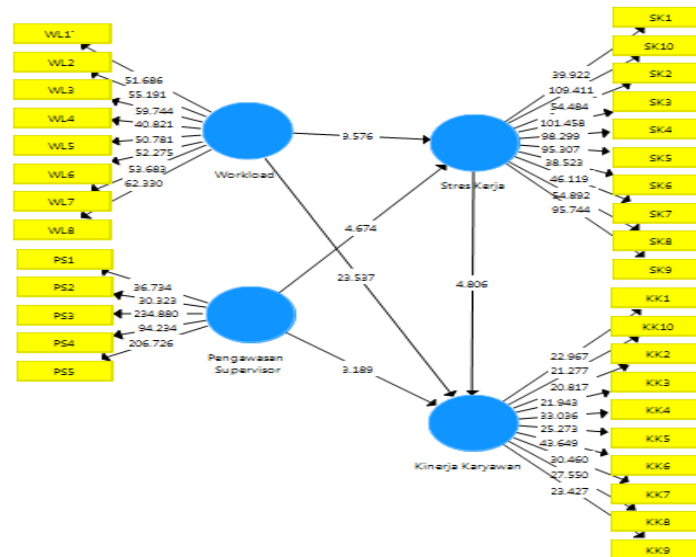 WL1
WL2
WL3
WL4
WL5
WL6
WL7
WL8
51.686
55.191
59.744
40.821
50.781
52.275
53.683
62.330
Workload
PS1
PS2
PS3
PS4
PS5
36.734
30.323
234.880
94.234
206.726
Pengawasan
Supervisor
9.576
4.674
23.537
3.189
4.806
Stres Kerja
39.922
109.411
54.484
101.458
98.299
95.307
38.523
46.119
54.892
95.744
SK1
SK10
SK2
SK3
SK4
SK5
SK6
SK7
SK8
SK9
Kinerja Karyawan
22.967
21.277
20.817
21.943
33.036
25.273
43.649
30.460
27.550
23.427
KK1
KK10
KK2
KK3
KK4
KK5
KK6
KK7
KK8
KK9